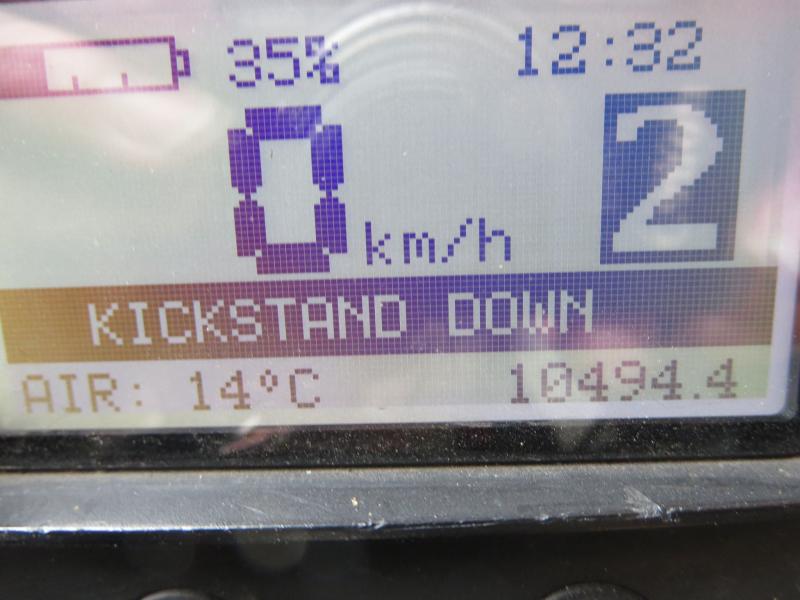 35% 12:32
0 km/h 2
KICKSTAND DOWN
AIR: 14°C 10494.4